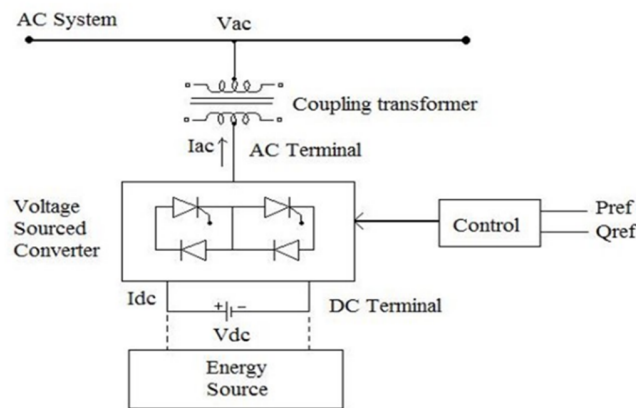 AC System
Vac
Coupling transformer
Iac
AC Terminal
Voltage
Sourced
Converter
Control
Pref
Qref
Idc
+
−
DC Terminal
Vdc
Energy
Source